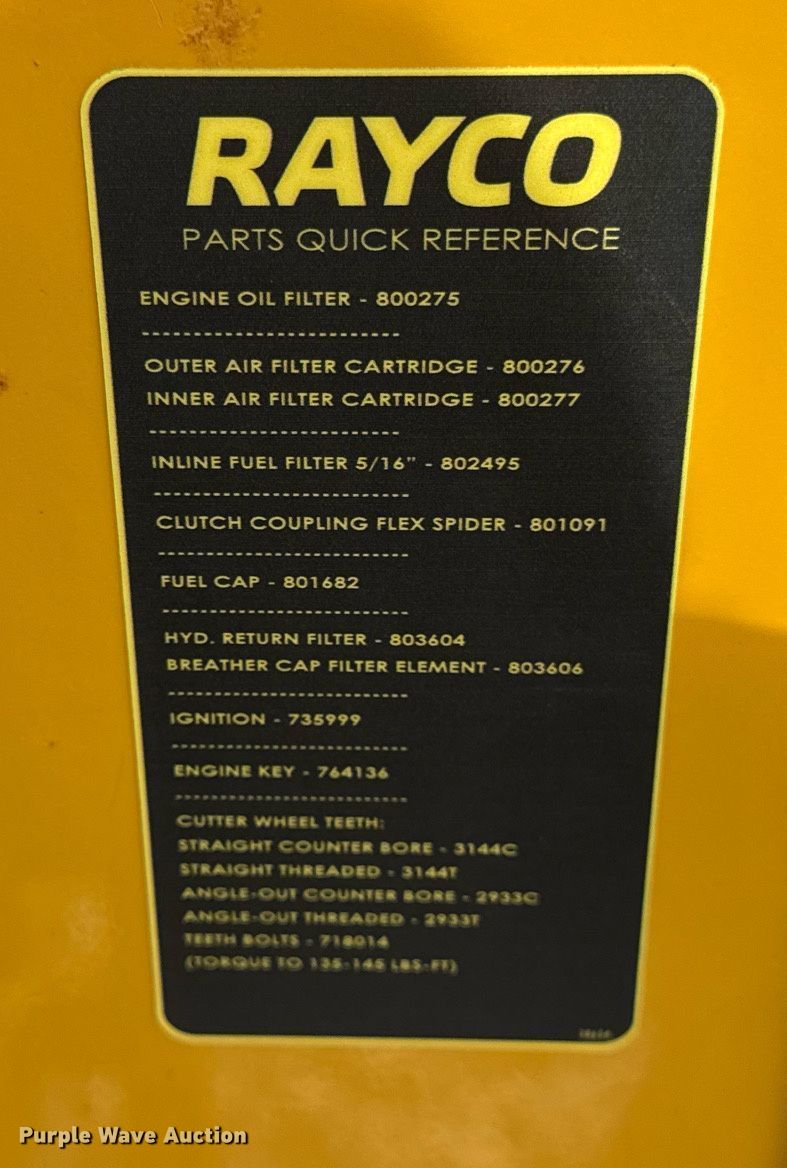 RAYCO
PARTS QUICK REFERENCE
ENGINE OIL FILTER - 800275
-------------------------
OUTER AIR FILTER CARTRIDGE - 800276
INNER AIR FILTER CARTRIDGE - 800277
-------------------------
INLINE FUEL FILTER 5/16" - 802495
-------------------------
CLUTCH COUPLING FLEX SPIDER - 801091
-------------------------
FUEL CAP - 801682
-------------------------
HYD. RETURN FILTER - 803604
BREATHER CAP FILTER ELEMENT - 803606
-------------------------
IGNITION - 735999
-------------------------
ENGINE KEY - 764136
-------------------------
CUTTER WHEEL TEETH:
STRAIGHT COUNTER BORE - 3144C
STRAIGHT THREADED - 3144T
ANGLE-OUT COUNTER BORE - 2933C
ANGLE-OUT THREADED - 2933T
TEETH BOLTS - 718014
(TORQUE TO 135-145 LBS-FT)
Purple Wave Auction